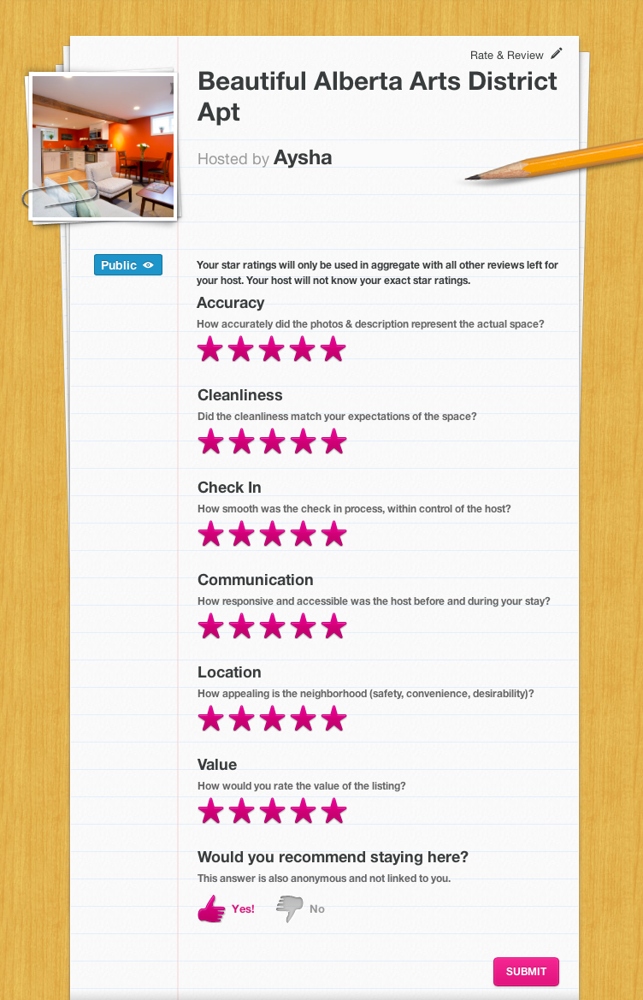 Rate & Review
Beautiful Alberta Arts District
Apt
Hosted by Aysha
Public
Your star ratings will only be used in aggregate with all other reviews left for
your host. Your host will not know your exact star ratings.
Accuracy
How accurately did the photos & description represent the actual space?
Cleanliness
Did the cleanliness match your expectations of the space?
Check In
How smooth was the check in process, within control of the host?
Communication
How responsive and accessible was the host before and during your stay?
Location
How appealing is the neighborhood (safety, convenience, desirability)?
Value
How would you rate the value of the listing?
Would you recommend staying here?
This answer is also anonymous and not linked to you.
Yes! No
SUBMIT